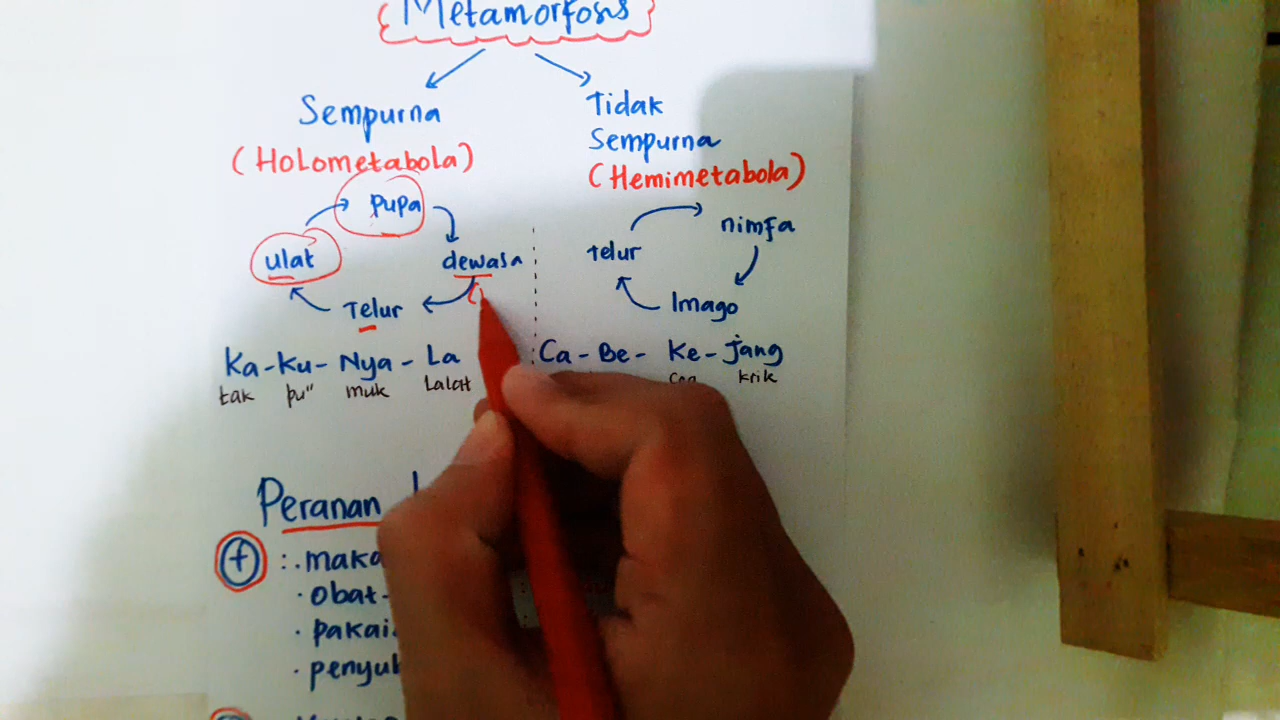 Metamorfosis
Sempurna
(Holometabola)
Tidak
Sempurna
(Hemimetabola)
pupa
ulat
dewasa
Telur
nimfa
Telur
Imago
Ka-Ku-Nya-La
tak pu" muk Lalat
Ca-Be-Ke-jang
krik
Peranan
+ : . maka
. obat-
. pakai
. penyub